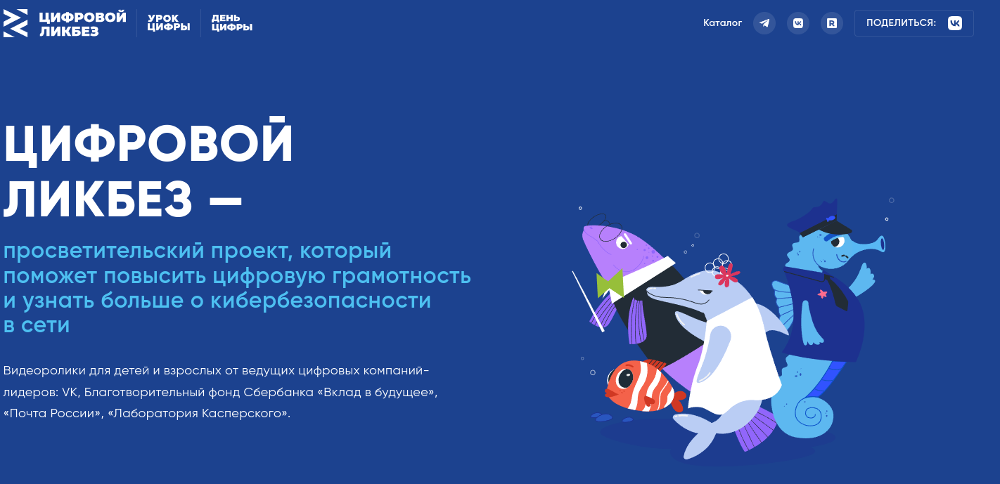 ЦИФРОВОЙ
ЛИКБЕЗ
УРОК
ЦИФРЫ
ДЕНЬ
ЦИФРЫ
Каталог
ПОДЕЛИТЬСЯ:
ЦИФРОВОЙ
ЛИКБЕЗ —
просветительский проект, который
поможет повысить цифровую грамотность
и узнать больше о кибербезопасности
в сети
Видеоролики для детей и взрослых от ведущих цифровых компаний-
лидеров: VK, Благотворительный фонд Сбербанка «Вклад в будущее»,
«Почта России», «Лаборатория Касперского».